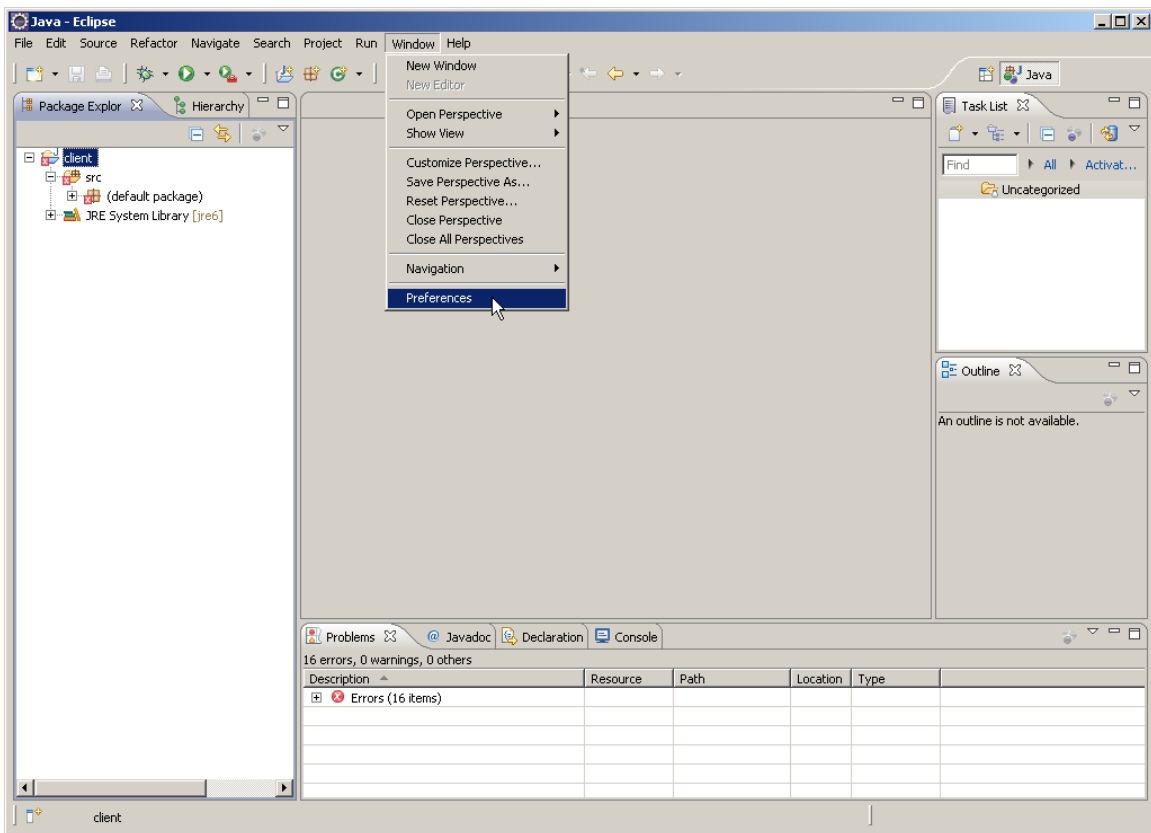 Java - Eclipse
File Edit Source Refactor Navigate Search Project Run Window Help
New Window
New Editor
Open Perspective
Show View
Customize Perspective...
Save Perspective As...
Reset Perspective...
Close Perspective
Close All Perspectives
Navigation
Preferences
Java
Package Explor
Hierarchy
client
src
(default package)
JRE System Library [jre6]
Task List
Find All Activat...
Uncategorized
Outline
An outline is not available.
Problems @ Javadoc Declaration Console
16 errors, 0 warnings, 0 others
Description Resource Path Location Type
Errors (16 items)
client